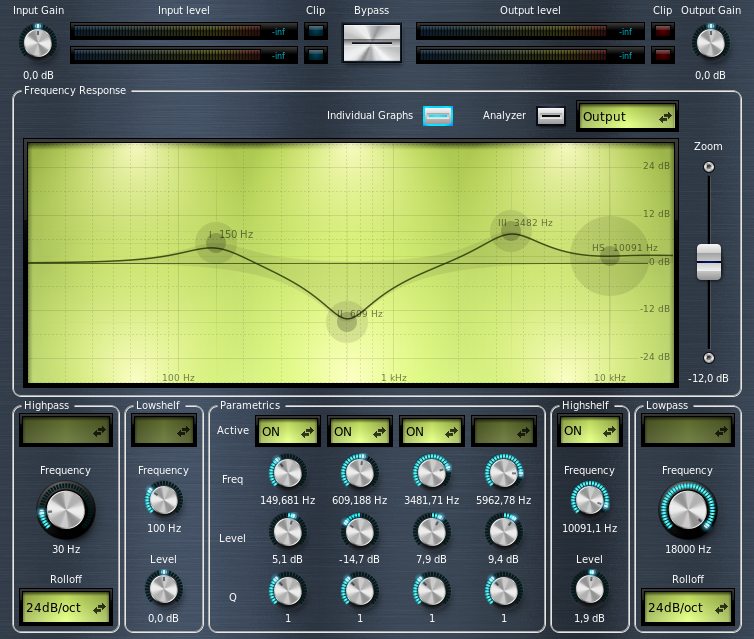 Input Gain Input level Clip Bypass Output level Clip Output Gain
-inf -inf
-inf -inf
0,0 dB 0,0 dB
Frequency Response
Individual Graphs Analyzer Output
Zoom
24 dB
12 dB
I 150 Hz III 3482 Hz
HS 10091 Hz
0 dB
II 609 Hz -12 dB
-24 dB
100 Hz 1 kHz 10 kHz
-12,0 dB
Highpass Lowshelf Parametrics Highshelf Lowpass
Active ON ON ON ON
Frequency Frequency Freq Frequency Frequency
149,681 Hz 609,188 Hz 3481,71 Hz 5962,78 Hz
100 Hz 10091,1 Hz
30 Hz 18000 Hz
Level Level Level
5,1 dB -14,7 dB 7,9 dB 9,4 dB
Rolloff Rolloff
Q
24dB/oct 24dB/oct
0,0 dB 1 1 1 1 1,9 dB